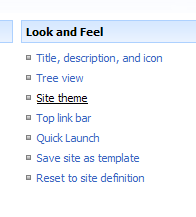 Look and Feel
Title, description, and icon
Tree view
Site theme
Top link bar
Quick Launch
Save site as template
Reset to site definition